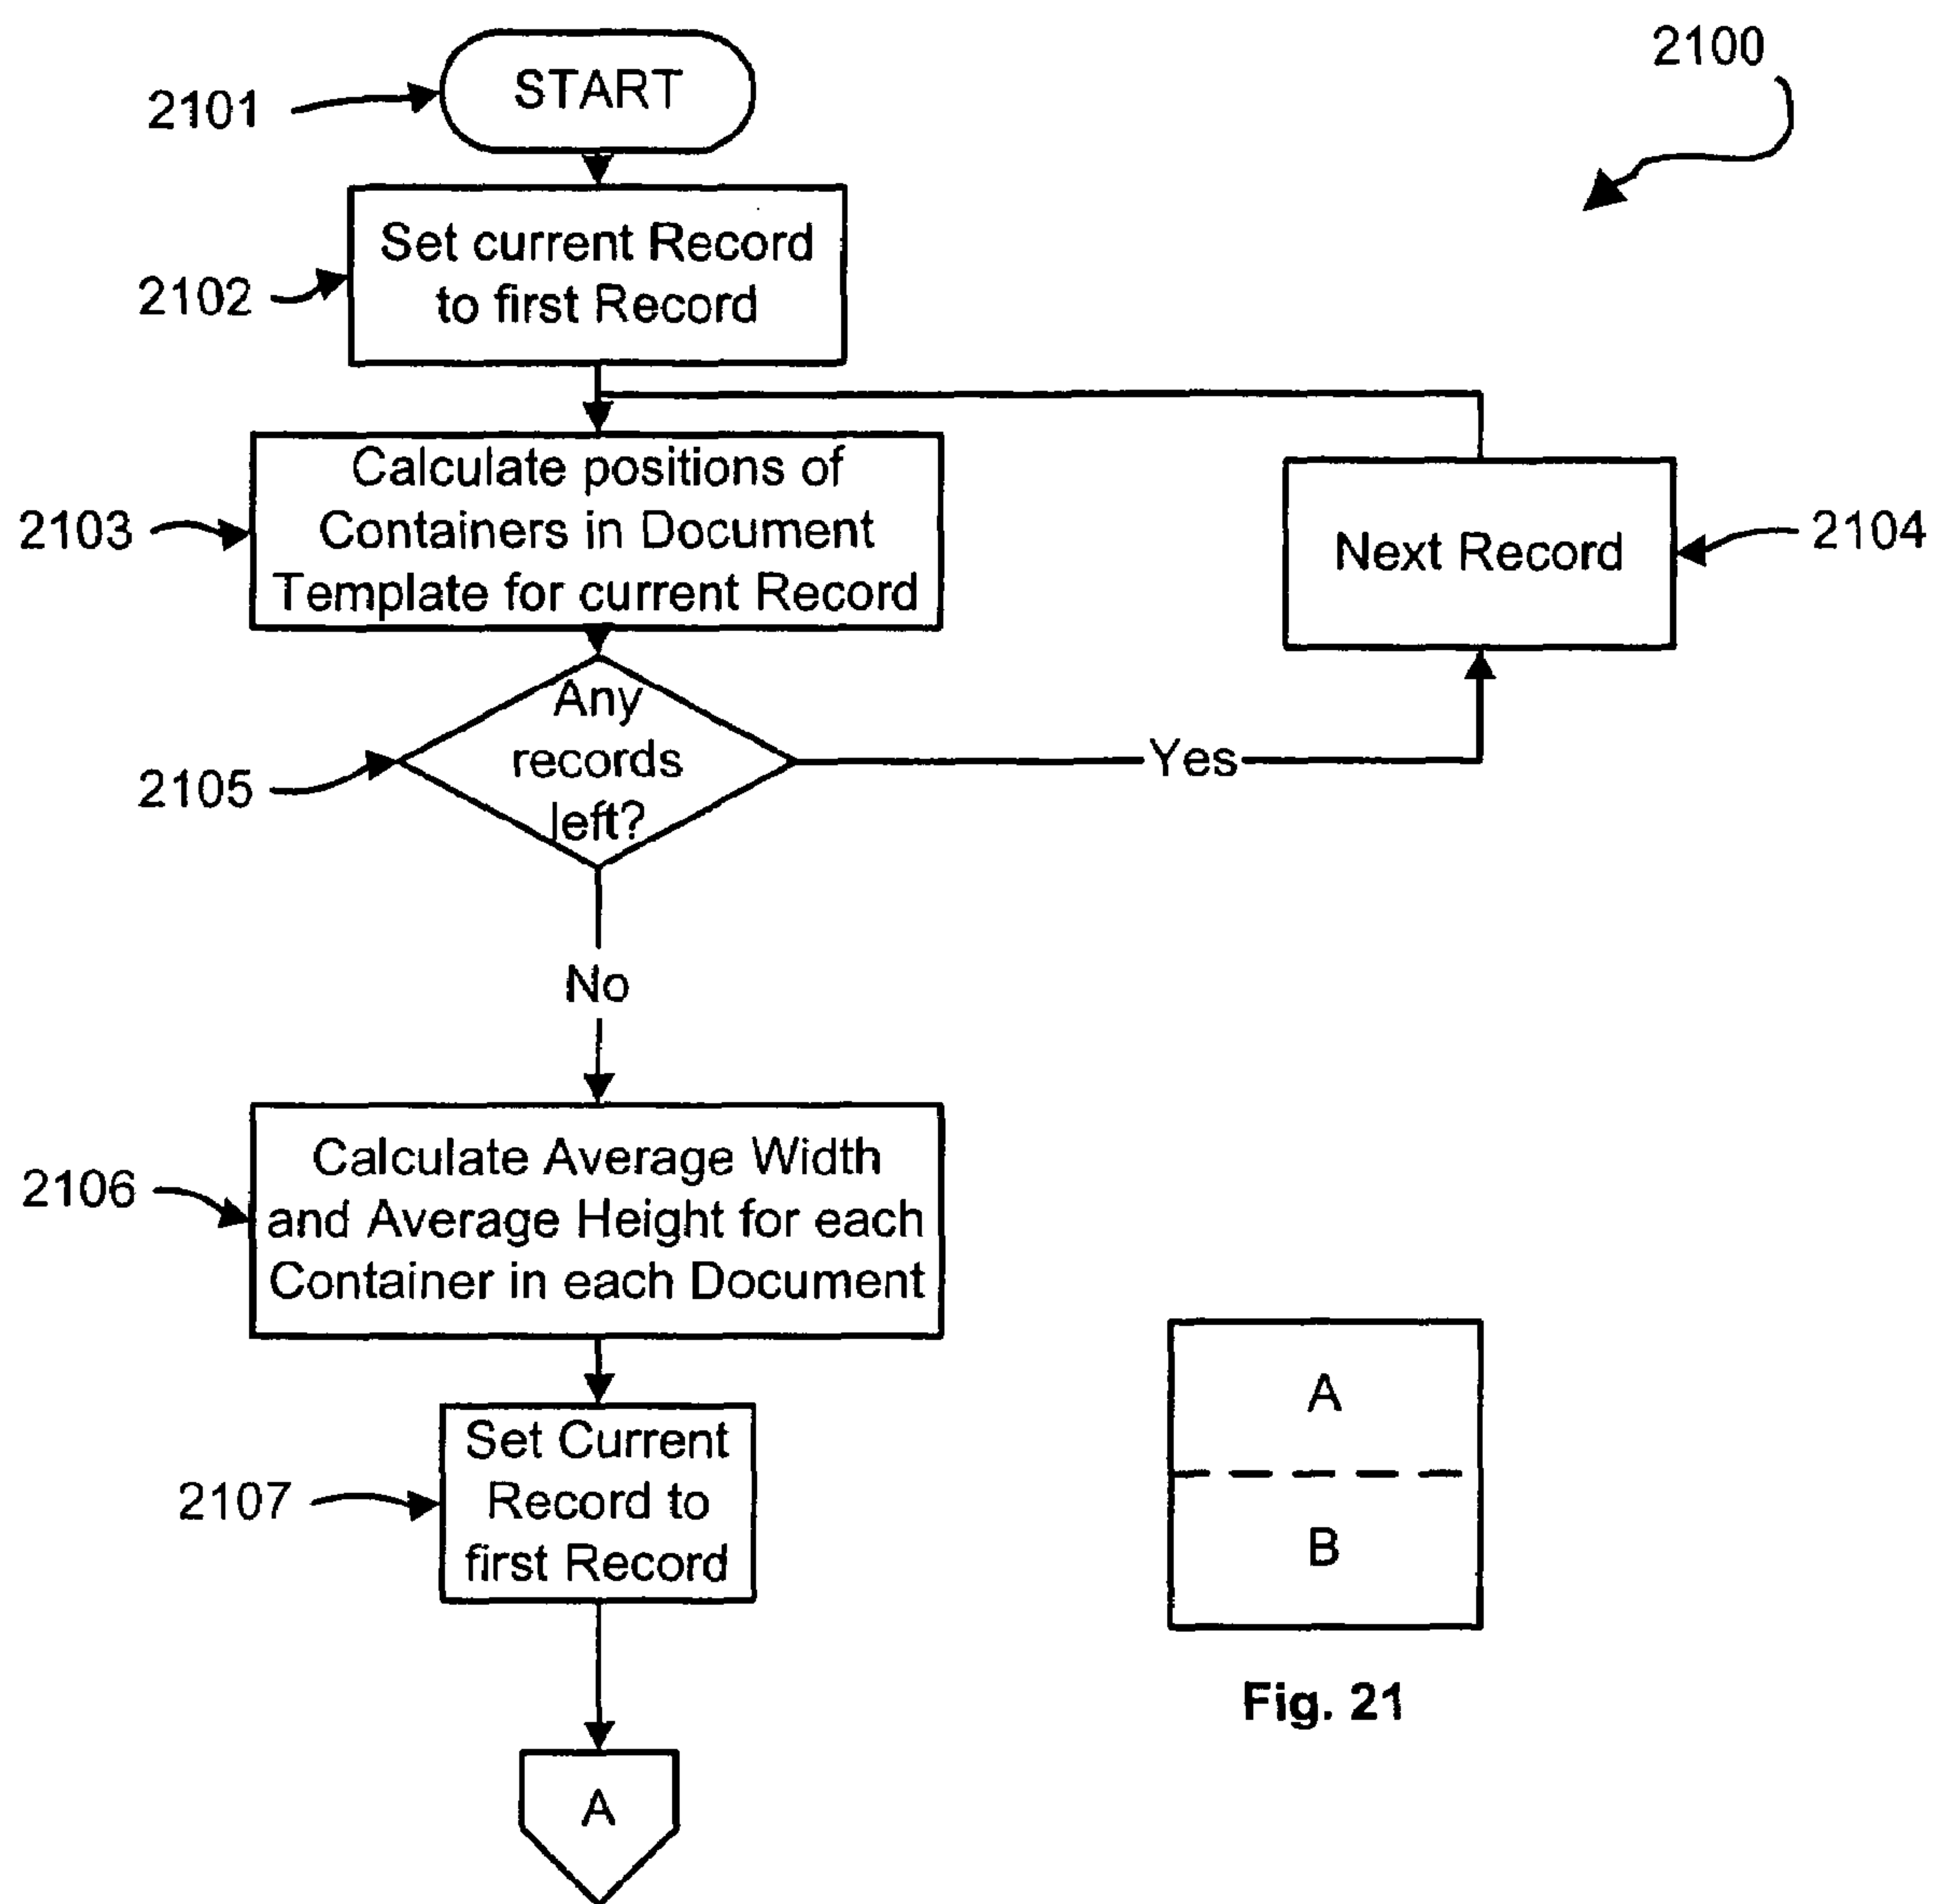 2100
START
2101
Set current Record
to first Record
2102
Calculate positions of
Containers in Document
Template for current Record
2103
Next Record
2104
Any
records
left?
2105
Yes
No
Calculate Average Width
and Average Height for each
Container in each Document
2106
Set Current
Record to
first Record
2107
A
A
B
Fig. 21